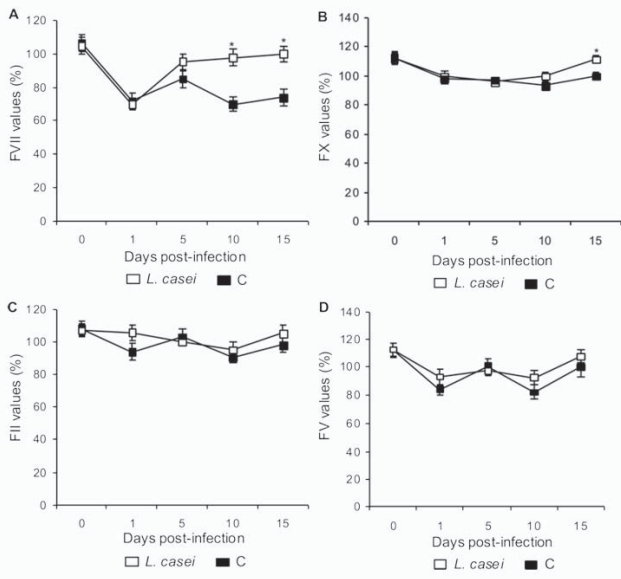 A
120
100
80
60
40
20
0
FVII values (%)
* *
0 1 5 10 15
Days post-infection
L. casei C
B
140
120
100
80
60
40
20
0
FX values (%)
*
0 1 5 10 15
Days post-infection
L. casei C
C
120
100
80
60
40
20
0
FII values (%)
0 1 5 10 15
Days post-infection
L. casei C
D
140
120
100
80
60
40
20
0
FV values (%)
0 1 5 10 15
Days post-infection
L. casei C